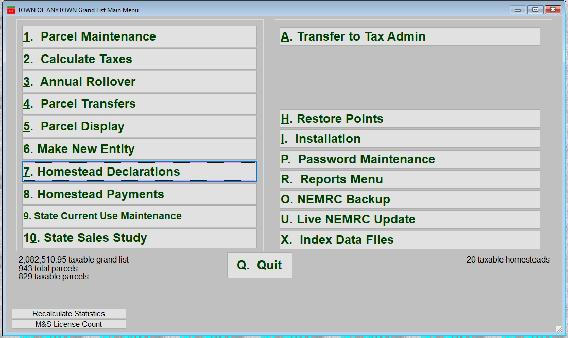 TOWN OF ANYTOWN Grand List Main Menu
1. Parcel Maintenance
2. Calculate Taxes
3. Annual Rollover
4. Parcel Transfers
5. Parcel Display
6. Make New Entity
7. Homestead Declarations
8. Homestead Payments
9. State Current Use Maintenance
10. State Sales Study
A. Transfer to Tax Admin
H. Restore Points
I. Installation
P. Password Maintenance
R. Reports Menu
O. NEMRC Backup
U. Live NEMRC Update
X. Index Data Files
2,082,510.95 taxable grand list
943 total parcels
829 taxable parcels
Q. Quit
20 taxable homesteads
Recalculate Statistics
M&S License Count